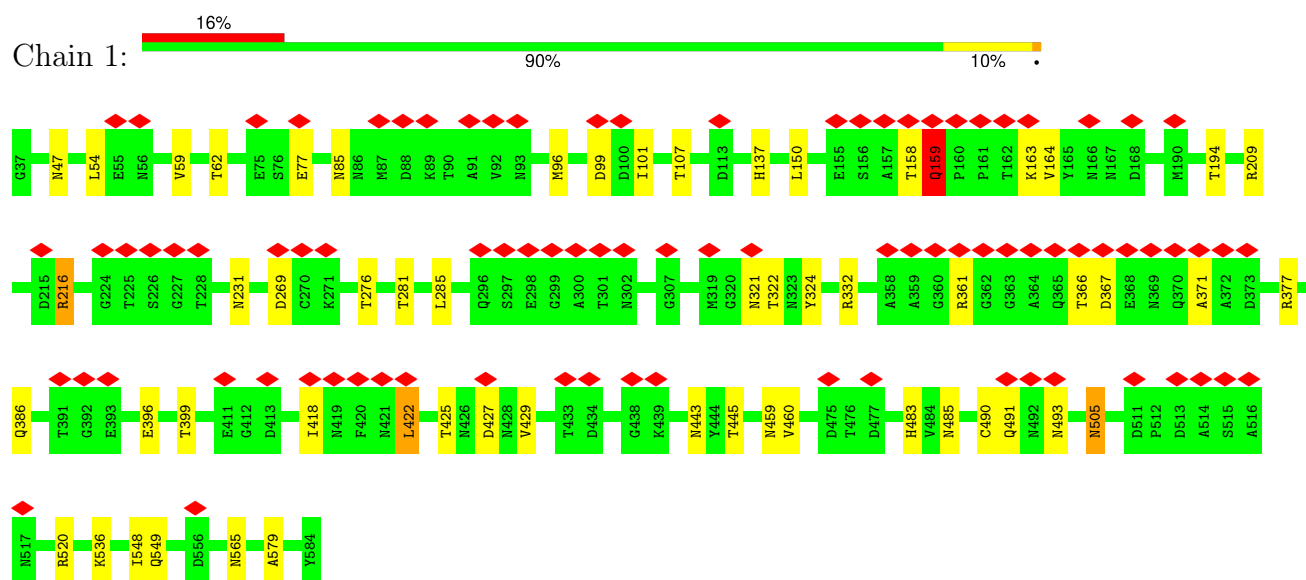 16%
Chain 1:
90% 10% •
G37 N47 L54 E55 N56 V59 T62 E75 S76 E77 N85 N86 M87 D88 K89 T90 A91 V92 N93 M96 D99 D100 I101 T107 D113 H137 L150 E155 S156 A157 T158 Q159 P160 P161 T162 K163 V164 Y165 N166 N167 D168 M190 T194 R209
D215 R216 G224 T225 S226 G227 T228 N231 D269 C270 K271 T276 T281 L285 Q296 S297 E298 G299 A300 T301 N302 G307 M319 G320 N321 T322 N323 Y324 R332 A358 A359 G360 R361 G362 G363 A364 Q365 T366 D367 E368 N369 Q370 A371 A372 D373 R377
Q386 T391 G392 E393 E396 T399 E411 G412 D413 I418 N419 F420 N421 L422 T425 N426 D427 N428 V429 T433 D434 G438 K439 N443 Y444 T445 N459 V460 D475 T476 D477 H483 V484 N485 C490 Q491 N492 N493 N505 D511 P512 D513 A514 S515 A516
N517 R520 K536 I548 Q549 D556 N565 A579 Y584